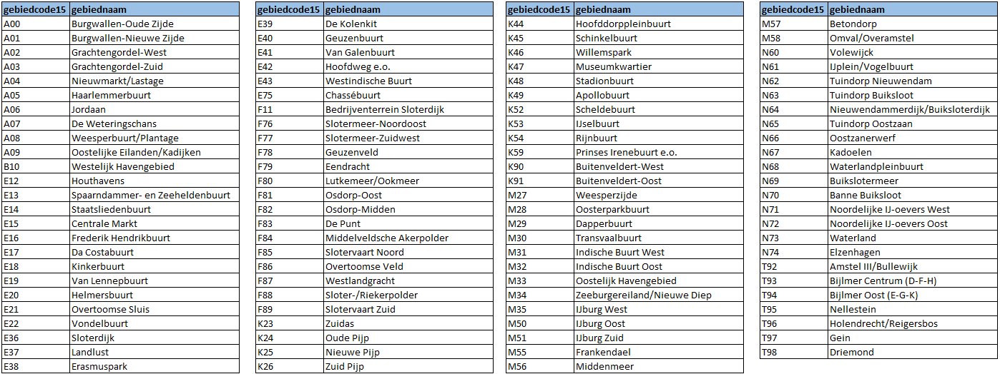 gebiedcode15 gebiednaam
A00 Burgwallen-Oude Zijde
A01 Burgwallen-Nieuwe Zijde
A02 Grachtengordel-West
A03 Grachtengordel-Zuid
A04 Nieuwmarkt/Lastage
A05 Haarlemmerbuurt
A06 Jordaan
A07 De Weteringschans
A08 Weesperbuurt/Plantage
A09 Oostelijke Eilanden/Kadijken
B10 Westelijk Havengebied
E12 Houthavens
E13 Spaarndammer- en Zeeheldenbuurt
E14 Staatsliedenbuurt
E15 Centrale Markt
E16 Frederik Hendrikbuurt
E17 Da Costabuurt
E18 Kinkerbuurt
E19 Van Lennepbuurt
E20 Helmersbuurt
E21 Overtoomse Sluis
E22 Vondelbuurt
E36 Sloterdijk
E37 Landlust
E38 Erasmuspark
gebiedcode15 gebiednaam
E39 De Kolenkit
E40 Geuzenbuurt
E41 Van Galenbuurt
E42 Hoofdweg e.o.
E43 Westindische Buurt
E75 Chassébuurt
F11 Bedrijventerrein Sloterdijk
F76 Slotermeer-Noordoost
F77 Slotermeer-Zuidwest
F78 Geuzenveld
F79 Eendracht
F80 Lutkemeer/Ookmeer
F81 Osdorp-Oost
F82 Osdorp-Midden
F83 De Punt
F84 Middelveldsche Akerpolder
F85 Slotervaart Noord
F86 Overtoomse Veld
F87 Westlandgracht
F88 Sloter-/Riekerpolder
F89 Slotervaart Zuid
K23 Zuidas
K24 Oude Pijp
K25 Nieuwe Pijp
K26 Zuid Pijp
gebiedcode15 gebiednaam
K44 Hoofddorppleinbuurt
K45 Schinkelbuurt
K46 Willemspark
K47 Museumkwartier
K48 Stadionbuurt
K49 Apollobuurt
K52 Scheldebuurt
K53 IJselbuurt
K54 Rijnbuurt
K59 Prinses Irenebuurt e.o.
K90 Buitenveldert-West
K91 Buitenveldert-Oost
M27 Weesperzijde
M28 Oosterparkbuurt
M29 Dapperbuurt
M30 Transvaalbuurt
M31 Indische Buurt West
M32 Indische Buurt Oost
M33 Oostelijk Havengebied
M34 Zeeburgereiland/Nieuwe Diep
M35 IJburg West
M50 IJburg Oost
M51 IJburg Zuid
M55 Frankendael
M56 Middenmeer
gebiedcode15 gebiednaam
M57 Betondorp
M58 Omval/Overamstel
N60 Volewijck
N61 IJplein/Vogelbuurt
N62 Tuindorp Nieuwendam
N63 Tuindorp Buiksloot
N64 Nieuwendammerdijk/Buiksloterdijk
N65 Tuindorp Oostzaan
N66 Oostzanerwerf
N67 Kadoelen
N68 Waterlandpleinbuurt
N69 Buikslotermeer
N70 Banne Buiksloot
N71 Noordelijke IJ-oevers West
N72 Noordelijke IJ-oevers Oost
N73 Waterland
N74 Elzenhagen
T92 Amstel III/Bullewijk
T93 Bijlmer Centrum (D-F-H)
T94 Bijlmer Oost (E-G-K)
T95 Nellestein
T96 Holendrecht/Reigersbos
T97 Gein
T98 Driemond